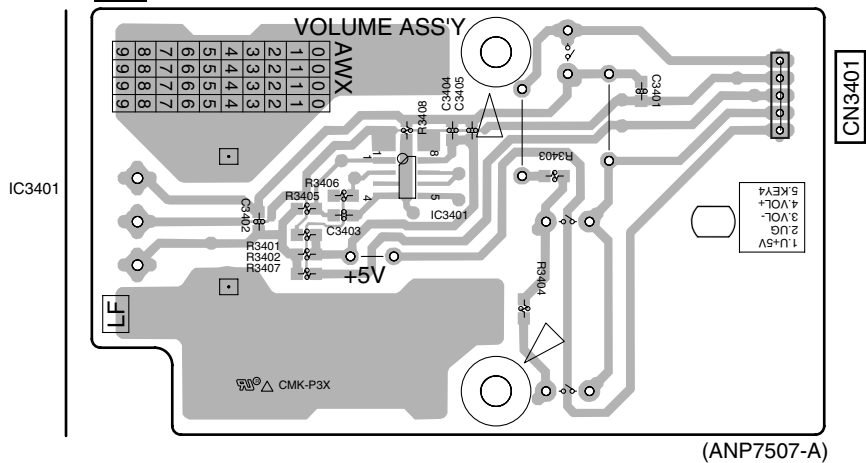 VOLUME ASS'Y
AWX
0 1 1 2 2 3 3 4 4 5 5 6 6 7 7 8 8 9 9
0 1 1 2 2 3 3 4 4 5 5 6 6 7 7 8 8 9 9
IC3401
CN3401
C3404
C3405
R3408
C3401
R3403
R3406
R3405
C3402
C3403
1
8
4
5
IC3401
R3401
R3402
R3407
+5V
R3404
1.U+5V
2.UG
3.VOL-
4.VOL+
5.KEY4
LF
CMK-P3X
(ANP7507-A)